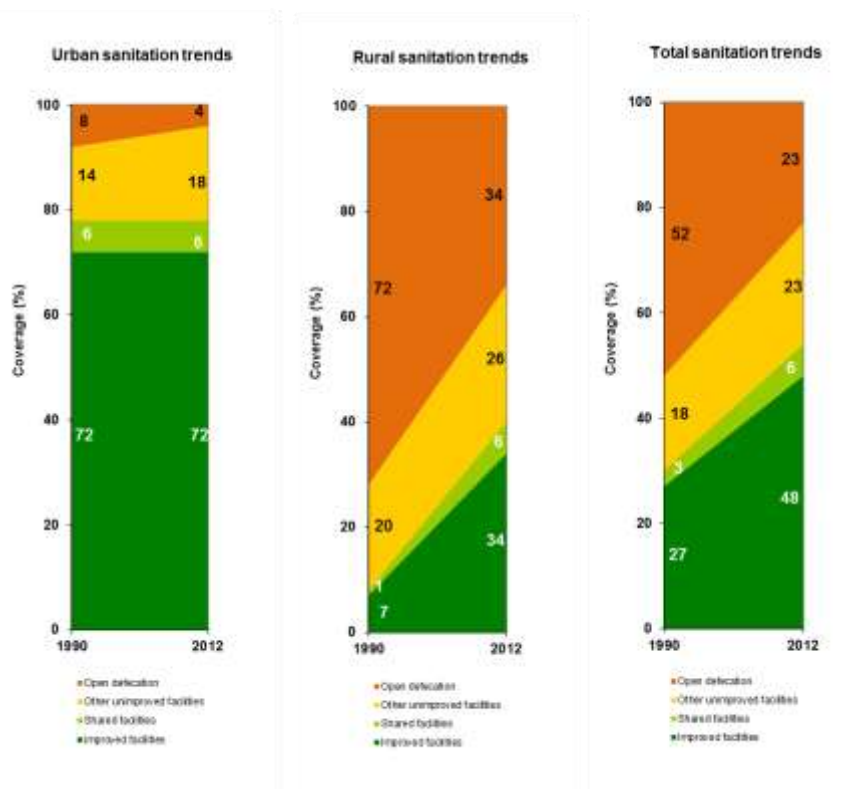 Urban sanitation trends
100
80
60
40
20
0
Coverage (%)
8
4
14
18
6
6
72
72
1990
2012
Open defecation
Other unimproved facilities
Shared facilities
Improved facilities
Rural sanitation trends
100
80
60
40
20
0
Coverage (%)
34
72
26
6
20
34
1
7
1990
2012
Open defecation
Other unimproved facilities
Shared facilities
Improved facilities
Total sanitation trends
100
80
60
40
20
0
Coverage (%)
23
52
23
6
18
3
48
27
1990
2012
Open defecation
Other unimproved facilities
Shared facilities
Improved facilities